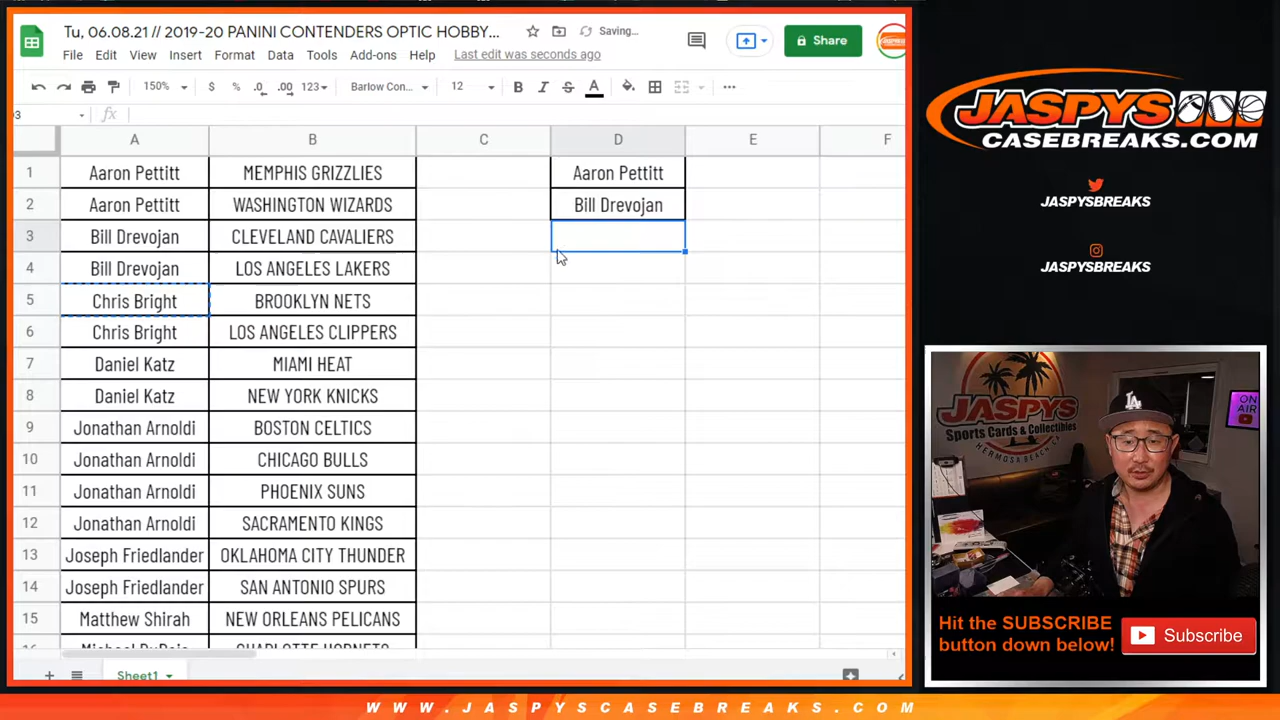 Tu, 06.08.21 // 2019-20 PANINI CONTENDERS OPTIC HOBBY...
Saving...
Share
File Edit View Insert Format Data Tools Add-ons Help Last edit was seconds ago
150% $ % .0 .00 123 Barlow Con... 12 B I S A
fx
A B C D E F
1 Aaron Pettitt MEMPHIS GRIZZLIES Aaron Pettitt
2 Aaron Pettitt WASHINGTON WIZARDS Bill Drevojan
3 Bill Drevojan CLEVELAND CAVALIERS
4 Bill Drevojan LOS ANGELES LAKERS
5 Chris Bright BROOKLYN NETS
6 Chris Bright LOS ANGELES CLIPPERS
7 Daniel Katz MIAMI HEAT
8 Daniel Katz NEW YORK KNICKS
9 Jonathan Arnoldi BOSTON CELTICS
10 Jonathan Arnoldi CHICAGO BULLS
11 Jonathan Arnoldi PHOENIX SUNS
12 Jonathan Arnoldi SACRAMENTO KINGS
13 Joseph Friedlander OKLAHOMA CITY THUNDER
14 Joseph Friedlander SAN ANTONIO SPURS
15 Matthew Shirah NEW ORLEANS PELICANS
Sheet1
JASPYS
CASEBREAKS.COM
JASPYSBREAKS
JASPYSBREAKS
JASPYS
Sports Cards & Collectibles
HERMOSA BEACH CA
LA
ON AIR
Hit the SUBSCRIBE
button down below!
Subscribe
WWW.JASPYSCASEBREAKS.COM